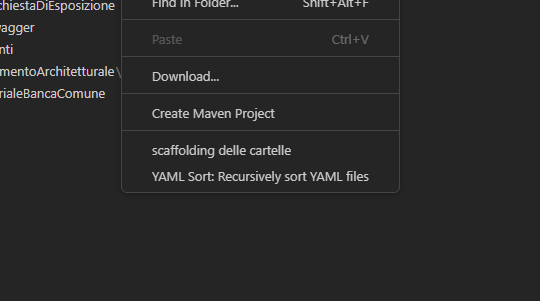 chiestaDiEsposizione
Find in Folder... Shift+Alt+F
wagger
Paste Ctrl+V
nti
mentoArchitetturale\
Download...
rialeBancaComune
Create Maven Project
scaffolding delle cartelle
YAML Sort: Recursively sort YAML files